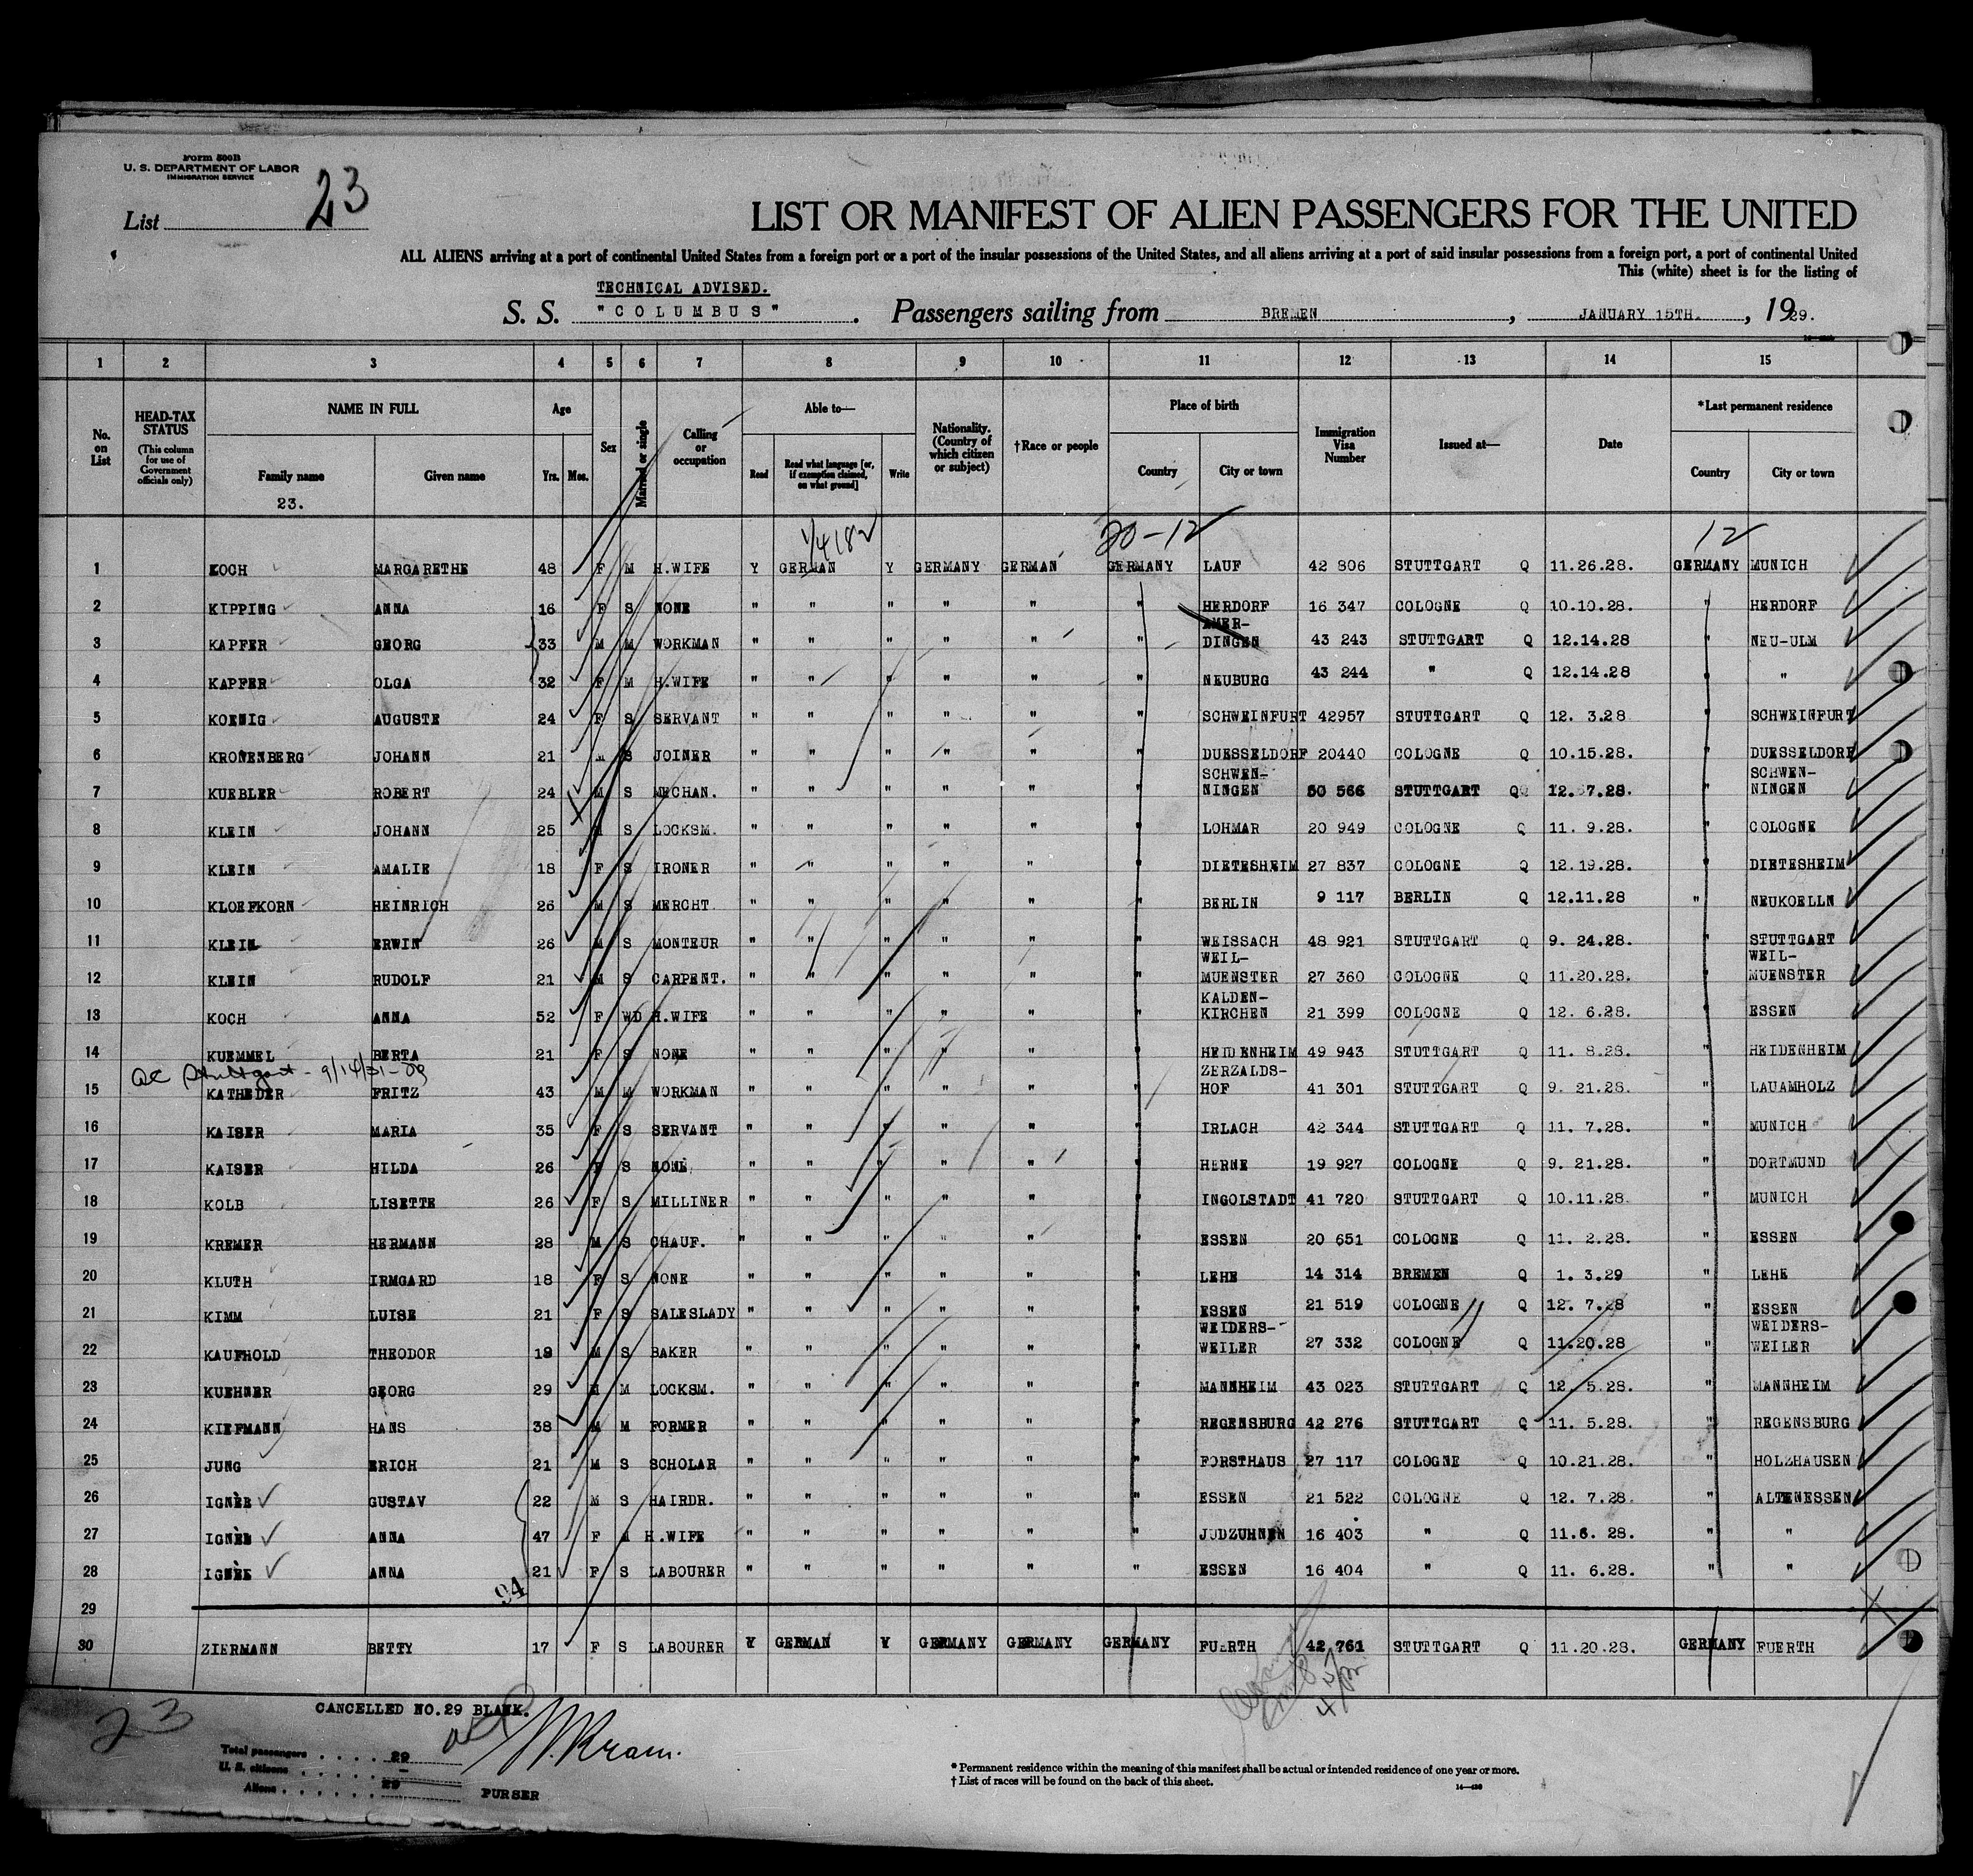 Form 500B
U. S. DEPARTMENT OF LABOR
IMMIGRATION SERVICE
List 23
LIST OR MANIFEST OF ALIEN PASSENGERS FOR THE UNITED
ALL ALIENS arriving at a port of continental United States from a foreign port or a port of the insular possessions of the United States, and all aliens arriving at a port of said insular possessions from a foreign port, a port of continental United
This (white) sheet is for the listing of
TECHNICAL ADVISED.
S. S. "COLUMBUS". Passengers sailing from BREMEN, JANUARY 15TH., 1929.
1 2 3 4 5 6 7 8 9 10 11 12 13 14 15
No. on List
HEAD-TAX STATUS
(This column for use of Government officials only)
NAME IN FULL
Family name
23.
Given name
Age
Yrs. Mos.
Sex
Married or single
Calling or occupation
Able to—
Read
Read what language [or, if exemption claimed, on what ground]
Write
Nationality. (Country of which citizen or subject)
†Race or people
Place of birth
Country
City or town
Immigration Visa Number
Issued at—
Date
*Last permanent residence
Country
City or town
20-12 12
1 KOCH MARGARETHE 48 F M H.WIFE Y GERMAN Y GERMANY GERMAN GERMANY LAUF 42 806 STUTTGART Q 11.26.28. GERMANY MUNICH
2 KIPPING ANNA 16 F S NONE " " " " " " HERDORF 16 347 COLOGNE Q 10.10.28. " HERDORF
3 KAPFER GEORG 33 M M WORKMAN " " " " " " AMER-DINGEN 43 243 STUTTGART Q 12.14.28 " NEU-ULM
4 KAPFER OLGA 32 F M H.WIFE " " " " " " NEUBURG 43 244 " Q 12.14.28 " "
5 KOENIG AUGUSTE 24 F S SERVANT " " " " " " SCHWEINFURT 42957 STUTTGART Q 12. 3.28 " SCHWEINFURT
6 KRONENBERG JOHANN 21 M S JOINER " " " " " " DUESSELDORF 20440 COLOGNE Q 10.15.28. " DUESSELDORF
7 KUEBLER ROBERT 24 M S MECHAN. " " " " " " SCHWEN-NINGEN 50 566 STUTTGART Q 12. 7.28. " SCHWEN-NINGEN
8 KLEIN JOHANN 25 M S LOCKSM. " " " " " " LOHMAR 20 949 COLOGNE Q 11. 9.28. " COLOGNE
9 KLEIN AMALIE 18 F S IRONER " " " " " " DIETESHEIM 27 837 COLOGNE Q 12.19.28. " DIETESHEIM
10 KLOEFKORN HEINRICH 26 M S MERCHT. " " " " " " BERLIN 9 117 BERLIN Q 12.11.28 " NEUKOELLN
11 KLEIN ERWIN 26 M S MONTEUR " " " " " " WEISSACH 48 921 STUTTGART Q 9. 24.28. " STUTTGART
12 KLEIN RUDOLF 21 M S CARPENT. " " " " " " WEIL-MUENSTER 27 360 COLOGNE Q 11.20.28. " WEIL-MUENSTER
13 KOCH ANNA 52 F WD H.WIFE " " " " " " KALDEN-KIRCHEN 21 399 COLOGNE Q 12. 6.28. " ESSEN
14 KUEMMEL BERTA 21 F S NONE " " " " " " HEIDENHEIM 49 943 STUTTGART Q 11. 8.28. " HEIDENHEIM
Stuttgart - 9/14/31
15 KATHEDER FRITZ 43 M M WORKMAN " " " " " " ZERZALDS-HOF 41 301 STUTTGART Q 9. 21.28. " LAUAMHOLZ
16 KAISER MARIA 35 F S SERVANT " " " " " " IRLACH 42 344 STUTTGART Q 11. 7.28. " MUNICH
17 KAISER HILDA 26 F S NONE " " " " " " HERNE 19 927 COLOGNE Q 9. 21.28. " DORTMUND
18 KOLB LISETTE 26 F S MILLINER " " " " " " INGOLSTADT 41 720 STUTTGART Q 10.11.28. " MUNICH
19 KREMER HERMANN 28 M S CHAUF. " " " " " " ESSEN 20 651 COLOGNE Q 11. 2.28. " ESSEN
20 KLUTH IRMGARD 18 F S NONE " " " " " " LEHE 14 314 BREMEN Q 1. 3.29 " LEHE
21 KIMM LUISE 21 F S SALESLADY " " " " " " ESSEN 21 519 COLOGNE Q 12. 7.28 " ESSEN
22 KAUFHOLD THEODOR 19 M S BAKER " " " " " " WEIDERS-WEILER 27 332 COLOGNE Q 11.20.28 " WEIDERS-WEILER
23 KUEHNER GEORG 29 M M LOCKSM. " " " " " " MANNHEIM 43 023 STUTTGART Q 12. 5.28. " MANNHEIM
24 KIEFMANN HANS 38 M M FORMER " " " " " " REGENSBURG 42 276 STUTTGART Q 11. 5.28. " REGENSBURG
25 JUNG ERICH 21 M S SCHOLAR " " " " " " FORSTHAUS 27 117 COLOGNE Q 10.21.28. " HOLZHAUSEN
26 GUSTAV 22 M S HAIRDR. " " " " " " ESSEN 21 522 COLOGNE Q 12. 7.28. " ALTENESSEN
27 ANNA 47 F M H.WIFE " " " " " " JUDZUHNEN 16 403 " Q 11.6. 28. " "
28 ANNA 21 F S LABOURER " " " " " " ESSEN 16 404 " Q 11. 6.28. " "
94
29
30 ZIERMANN BETTY 17 F S LABOURER Y GERMAN Y GERMANY GERMANY GERMANY FUERTH 42 761 STUTTGART Q 11.20.28. GERMANY FUERTH
23
CANCELLED NO.29 BLANK.
Total passengers . . . . 29
U. S. citizens . . . . . —
Aliens . . . . . . 29
PURSER
* Permanent residence within the meaning of this manifest shall be actual or intended residence of one year or more.
† List of races will be found on the back of this sheet.